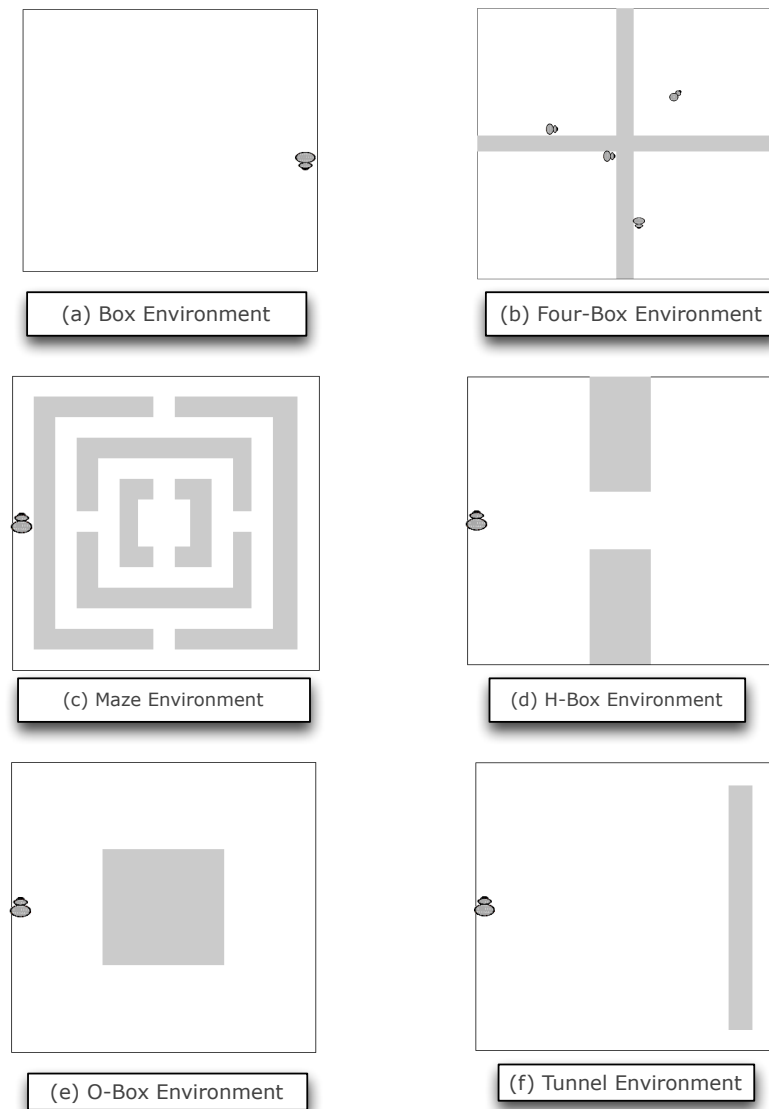 (a) Box Environment
(b) Four-Box Environment
(c) Maze Environment
(d) H-Box Environment
(e) O-Box Environment
(f) Tunnel Environment